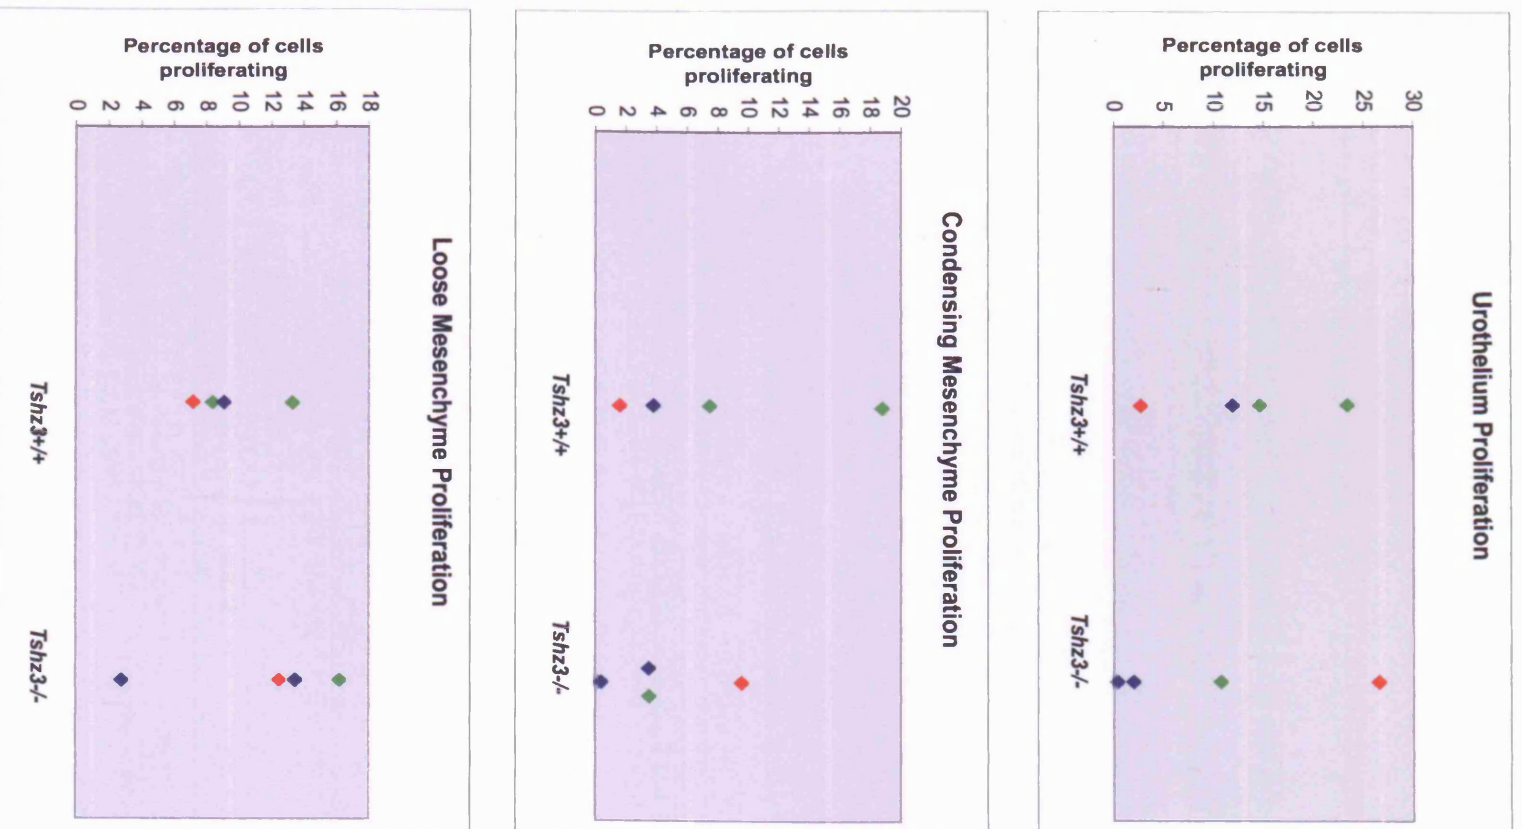 Urothelium Proliferation
Percentage of cells
proliferating
30
25
20
15
10
5
0
Tshz3+/+
Tshz3-/-
Condensing Mesenchyme Proliferation
Percentage of cells
proliferating
20
18
16
14
12
10
8
6
4
2
0
Tshz3+/+
Tshz3-/-
Loose Mesenchyme Proliferation
Percentage of cells
proliferating
18
16
14
12
10
8
6
4
2
0
Tshz3+/+
Tshz3-/-